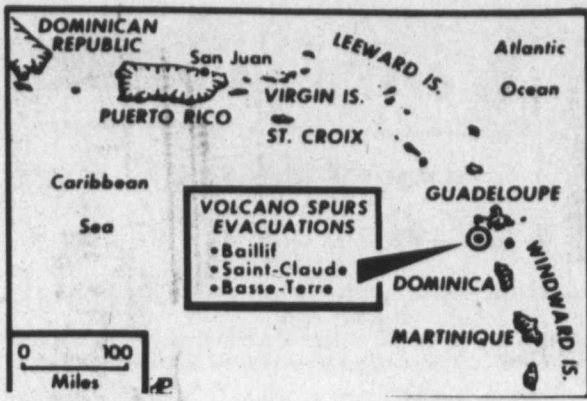 DOMINICAN
REPUBLIC
San Juan
PUERTO RICO
VIRGIN IS.
ST. CROIX
LEEWARD IS.
Atlantic
Ocean
Caribbean
Sea
GUADELOUPE
VOLCANO SPURS
EVACUATIONS
•Baillif
•Saint-Claude
•Basse-Terre
DOMINICA
MARTINIQUE
WINDWARD IS.
0 100
Miles
AP